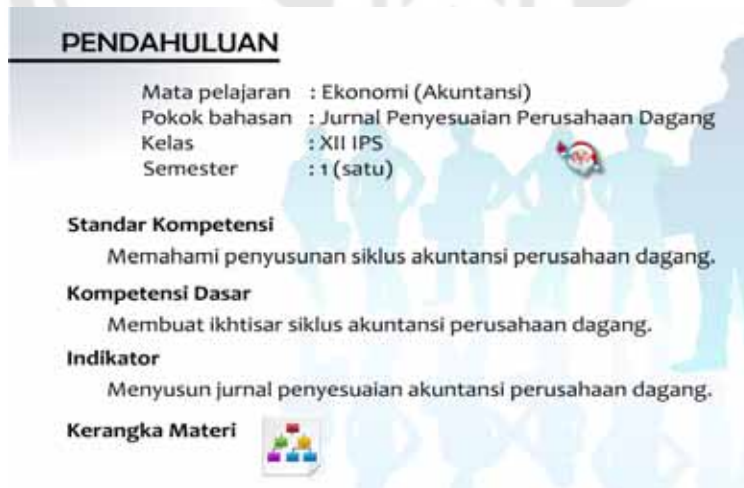 PENDAHULUAN
Mata pelajaran : Ekonomi (Akuntansi)
Pokok bahasan : Jurnal Penyesuaian Perusahaan Dagang
Kelas : XII IPS
Semester : 1 (satu)
Standar Kompetensi
Memahami penyusunan siklus akuntansi perusahaan dagang.
Kompetensi Dasar
Membuat ikhtisar siklus akuntansi perusahaan dagang.
Indikator
Menyusun jurnal penyesuaian akuntansi perusahaan dagang.
Kerangka Materi